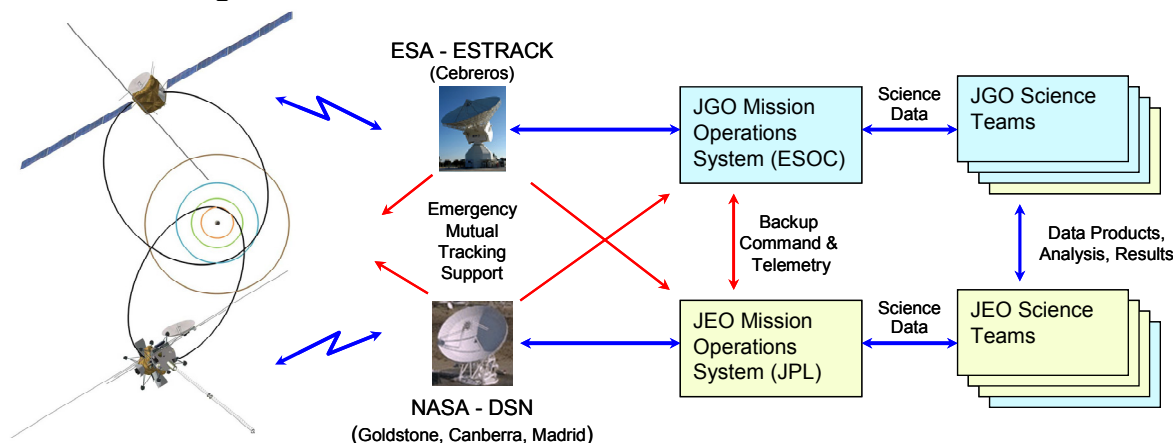 ESA - ESTRACK
(Cebreros)
JGO Mission
Operations
System (ESOC)
Science
Data
JGO Science
Teams
Emergency
Mutual
Tracking
Support
Backup
Command &
Telemetry
Data Products,
Analysis, Results
JEO Mission
Operations
System (JPL)
Science
Data
JEO Science
Teams
NASA - DSN
(Goldstone, Canberra, Madrid)